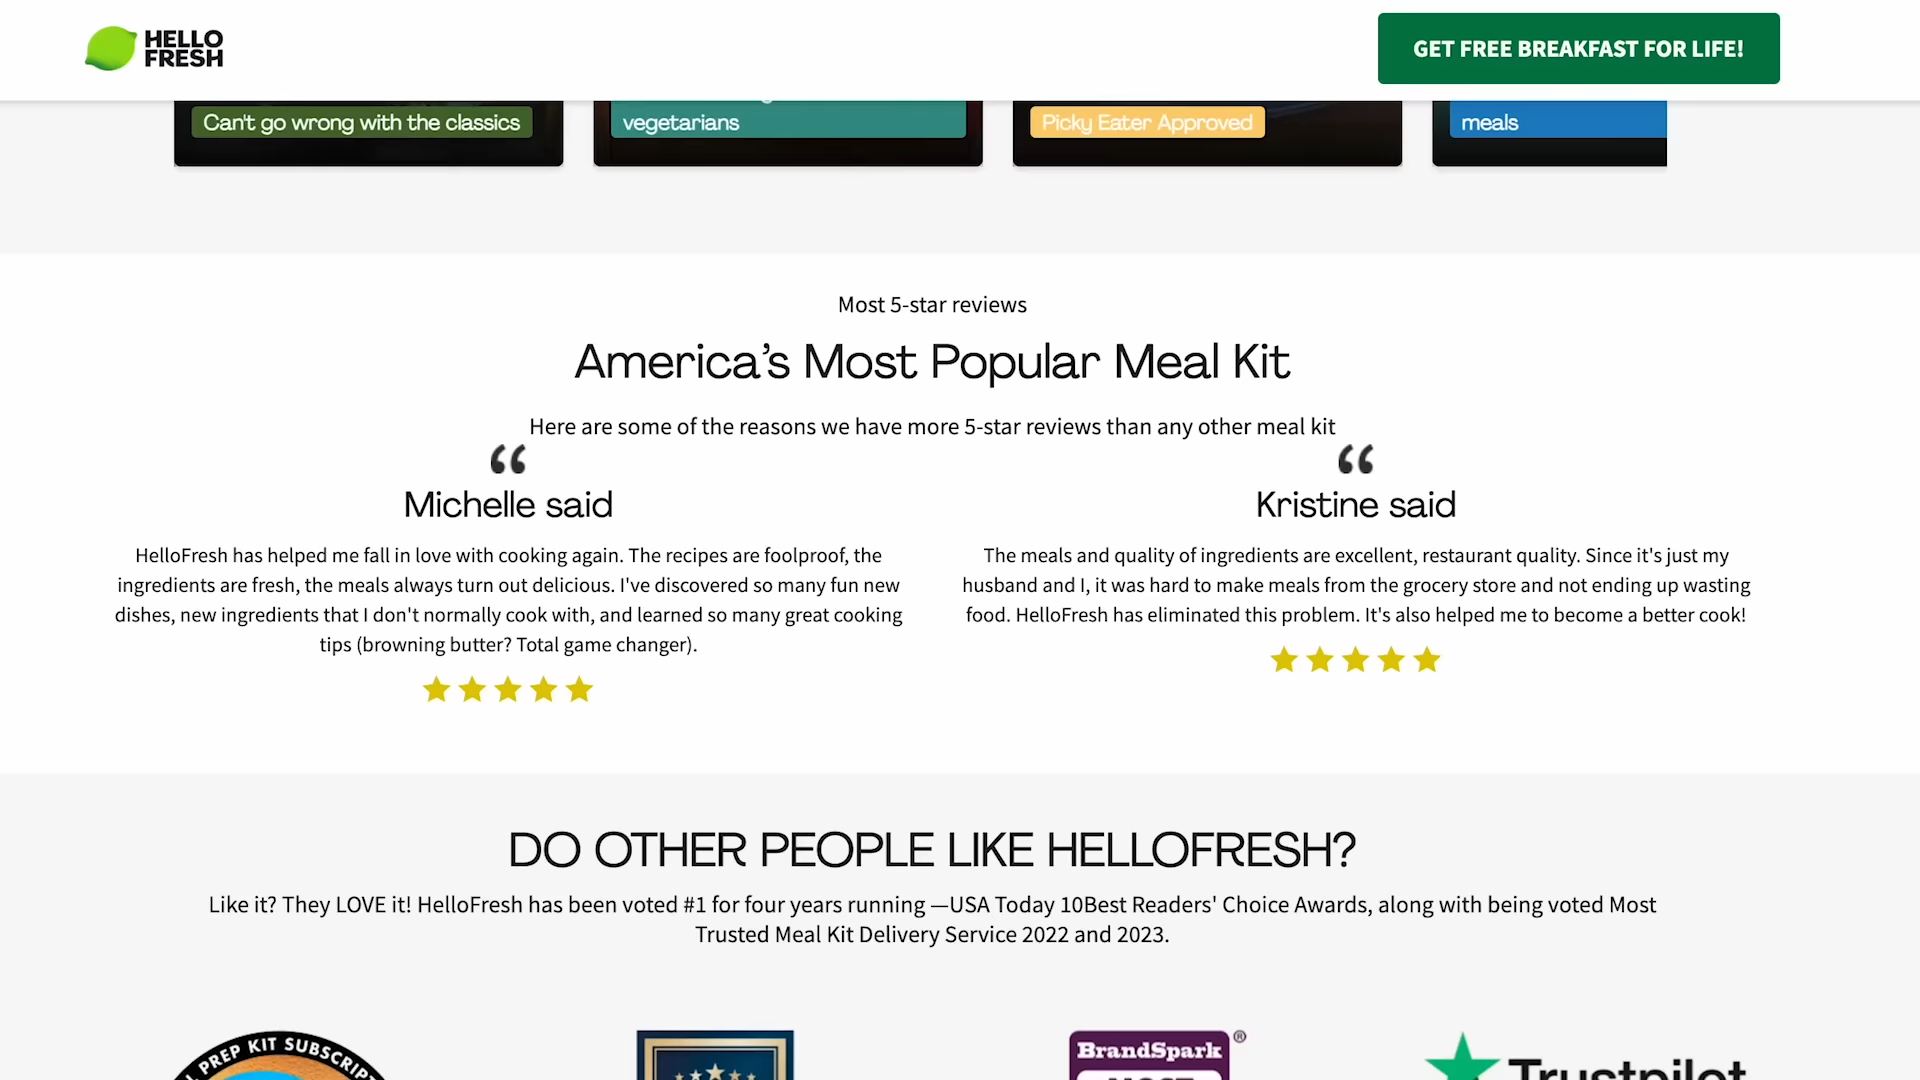 HELLO
FRESH
GET FREE BREAKFAST FOR LIFE!
Can't go wrong with the classics
vegetarians
Picky Eater Approved
meals
Most 5-star reviews
America’s Most Popular Meal Kit
Here are some of the reasons we have more 5-star reviews than any other meal kit
“
Michelle said
HelloFresh has helped me fall in love with cooking again. The recipes are foolproof, the
ingredients are fresh, the meals always turn out delicious. I've discovered so many fun new
dishes, new ingredients that I don't normally cook with, and learned so many great cooking
tips (browning butter? Total game changer).
“
Kristine said
The meals and quality of ingredients are excellent, restaurant quality. Since it's just my
husband and I, it was hard to make meals from the grocery store and not ending up wasting
food. HelloFresh has eliminated this problem. It's also helped me to become a better cook!
DO OTHER PEOPLE LIKE HELLOFRESH?
Like it? They LOVE it! HelloFresh has been voted #1 for four years running —USA Today 10Best Readers' Choice Awards, along with being voted Most
Trusted Meal Kit Delivery Service 2022 and 2023.
PREP KIT
BrandSpark®
MOST
Trustpilot